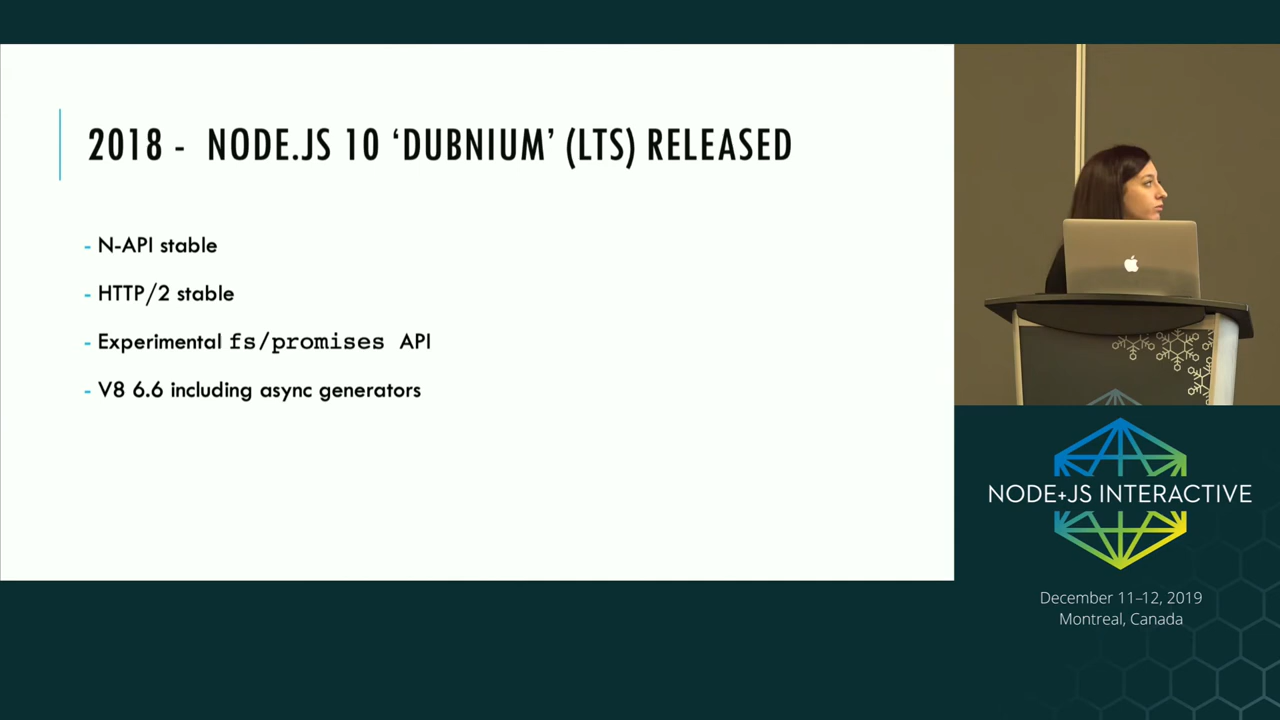 2018 - NODE.JS 10 ‘DUBNIUM’ (LTS) RELEASED
- N-API stable
- HTTP/2 stable
- Experimental fs/promises API
- V8 6.6 including async generators
NODE+JS INTERACTIVE
December 11–12, 2019
Montreal, Canada